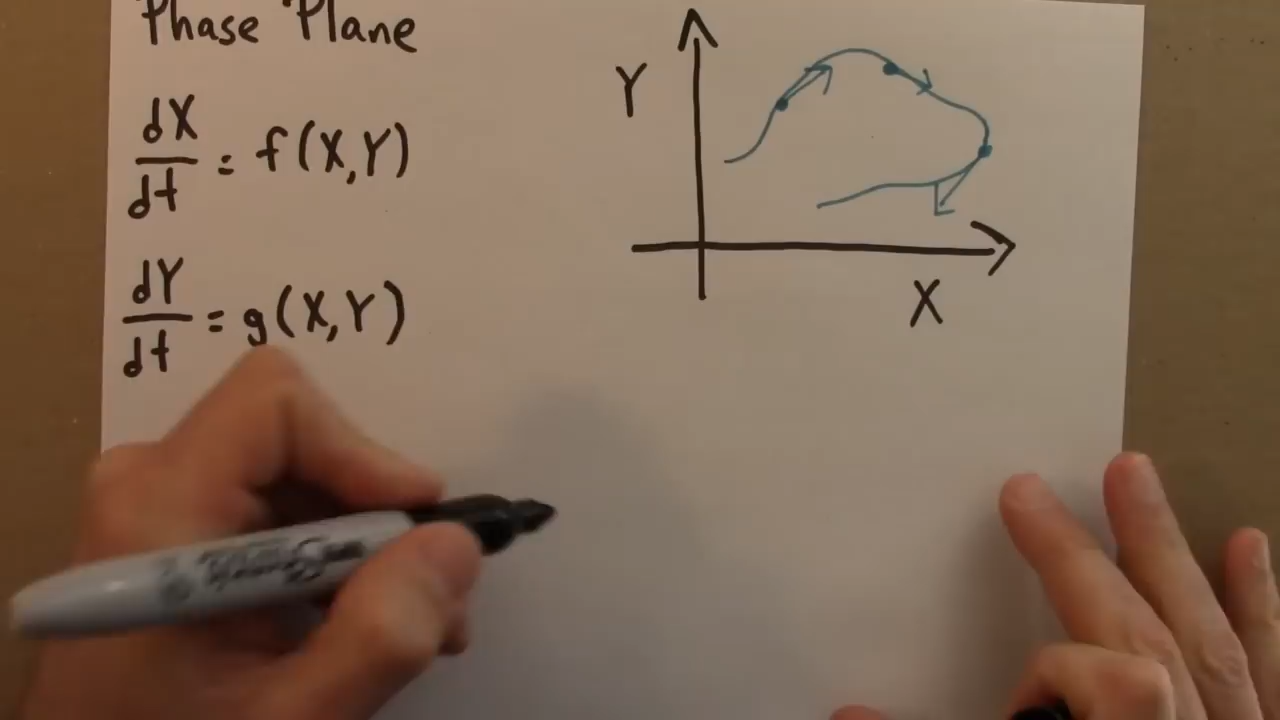 Phase Plane
dX/dt = f(X,Y)
dY/dt = g(X,Y)
Y
X